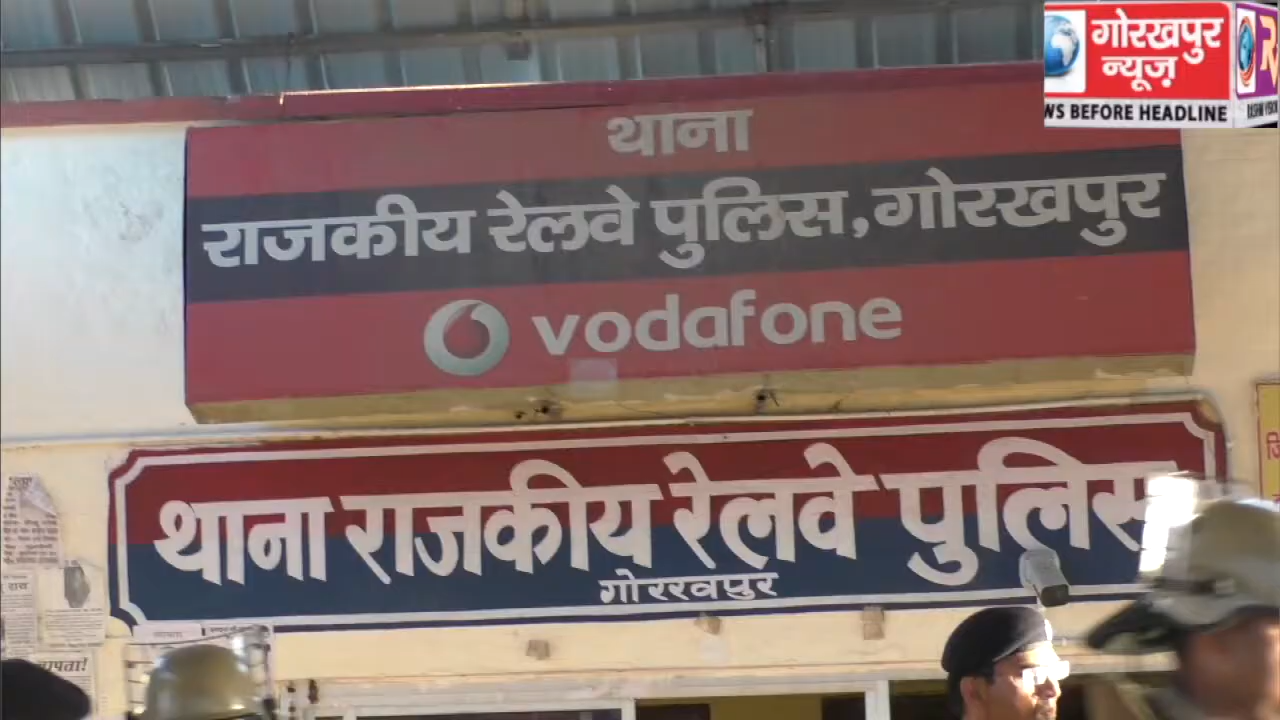 गोरखपुर
न्यूज़
WS BEFORE HEADLINE
थाना
राजकीय रेलवे पुलिस,गोरखपुर
vodafone
थाना राजकीय रेलवे पुलिस
गोररवपुर